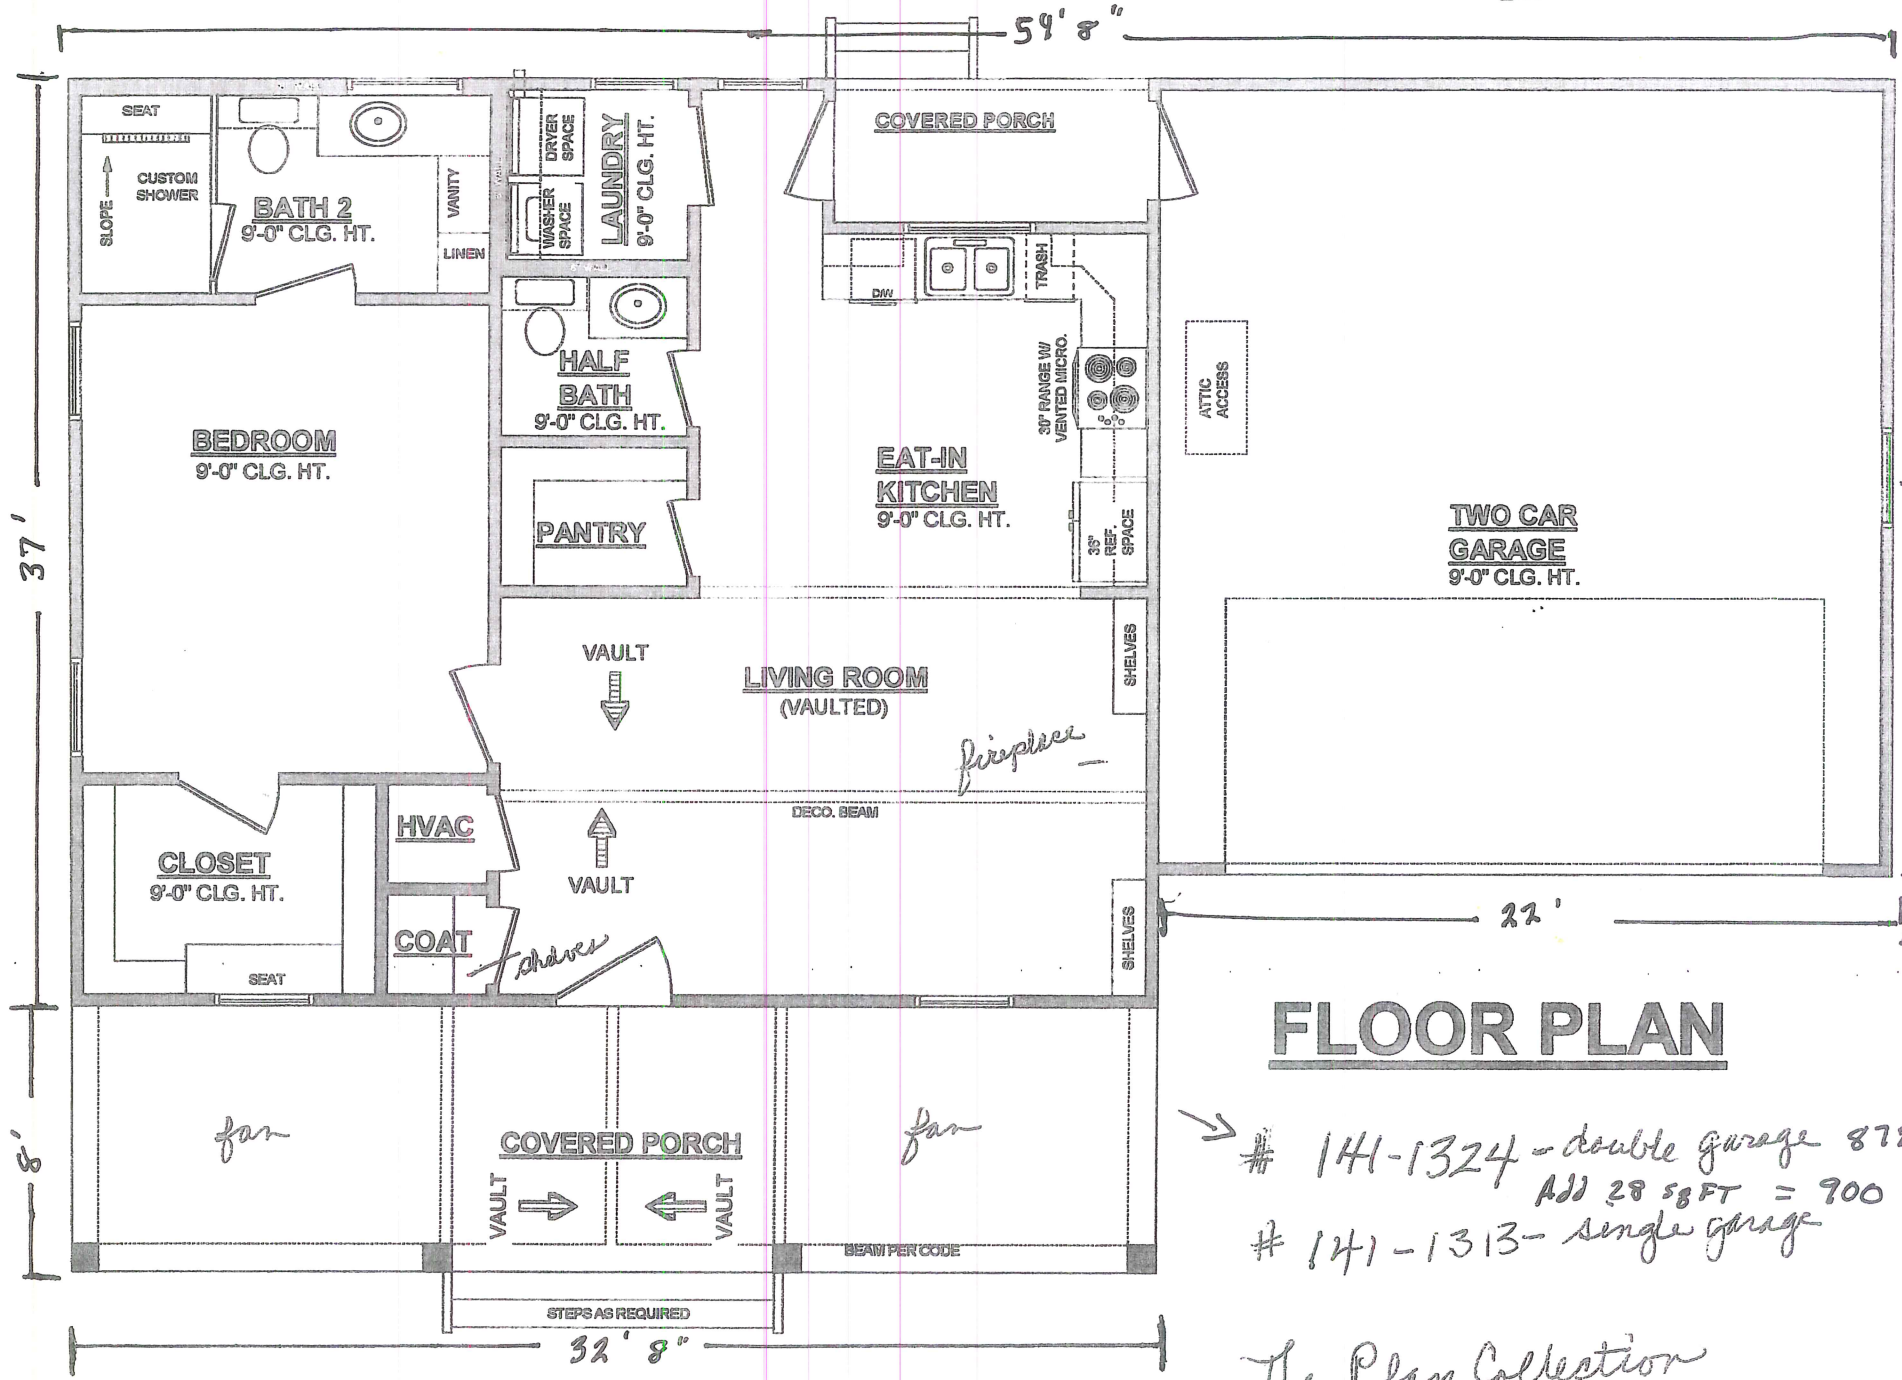 54' 8"
SEAT
SLOPE
CUSTOM
SHOWER
BATH 2
9'-0" CLG. HT.
VANITY
LINEN
DRYER
SPACE
WASHER
SPACE
LAUNDRY
9'-0" CLG. HT.
COVERED PORCH
D/W
TRASH
HALF
BATH
9'-0" CLG. HT.
30" RANGE W/
VENTED MICRO.
ATTIC
ACCESS
37'
BEDROOM
9'-0" CLG. HT.
EAT-IN
KITCHEN
9'-0" CLG. HT.
36"
REF.
SPACE
PANTRY
TWO CAR
GARAGE
9'-0" CLG. HT.
VAULT
LIVING ROOM
(VAULTED)
SHELVES
fireplace
DECO. BEAM
HVAC
CLOSET
9'-0" CLG. HT.
VAULT
COAT
shelves
SHELVES
SEAT
22'
FLOOR PLAN
8'
fan
COVERED PORCH
fan
VAULT
VAULT
BEAM PER CODE
# 141-1324 - double garage
Add 28 sq FT = 900
# 141-1313 - single garage
STEPS AS REQUIRED
32' 8"
The Plan Collection